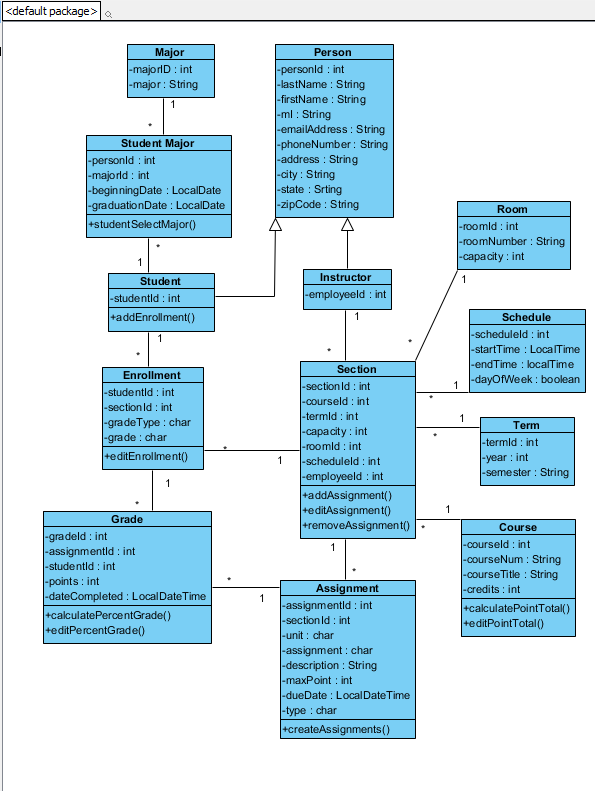 <default package>
Major
-majorID : int
-major : String
1
*
Student Major
-personId : int
-majorId : int
-beginningDate : LocalDate
-graduationDate : LocalDate
+studentSelectMajor()
*
1
Student
-studentId : int
+addEnrollment()
1
*
Enrollment
-studentId : int
-sectionId : int
-gradeType : char
-grade : char
+editEnrollment()
*
1
1
*
Grade
-gradeId : int
-assignmentId : int
-studentId : int
-points : int
-dateCompleted : LocalDateTime
+calculatePercentGrade()
+editPercentGrade()
*
1
Person
-personId : int
-lastName : String
-firstName : String
-mI : String
-emailAddress : String
-phoneNumber : String
-address : String
-city : String
-state : Srting
-zipCode : String
Instructor
-employeeId : int
1
*
Section
-sectionId : int
-courseId : int
-termId : int
-capacity : int
-roomId : int
-scheduleId : int
-employeeId : int
+addAssignment()
+editAssignment()
+removeAssignment()
1
*
Assignment
-assignmentId : int
-sectionId : int
-unit : char
-assignment : char
-description : String
-maxPoint : int
-dueDate : LocalDateTime
-type : char
+createAssignments()
Room
-roomId : int
-roomNumber : String
-capacity : int
1
*
Schedule
-scheduleId : int
-startTime : LocalTime
-endTime : localTime
-dayOfWeek : boolean
1
*
Term
-termId : int
-year : int
-semester : String
1
*
Course
-courseId : int
-courseNum : String
-courseTitle : String
-credits : int
+calculatePointTotal()
+editPointTotal()
1
*